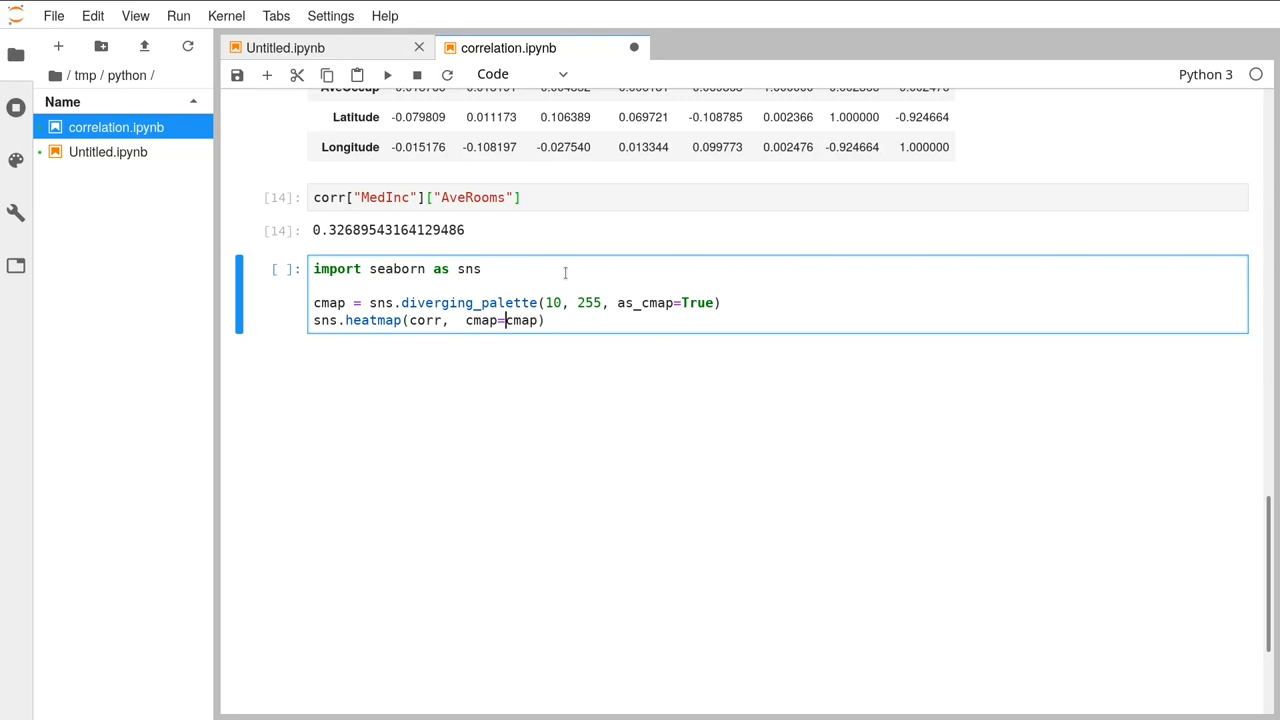 File Edit View Run Kernel Tabs Settings Help
Untitled.ipynb
correlation.ipynb
Code
Python 3
/ tmp / python /
Name
correlation.ipynb
Untitled.ipynb
Latitude -0.079809 0.011173 0.106389 0.069721 -0.108785 0.002366 1.000000 -0.924664
Longitude -0.015176 -0.108197 -0.027540 0.013344 0.099773 0.002476 -0.924664 1.000000
[14]: corr["MedInc"]["AveRooms"]
[14]: 0.32689543164129486
[ ]: import seaborn as sns
cmap = sns.diverging_palette(10, 255, as_cmap=True)
sns.heatmap(corr,  cmap=cmap)